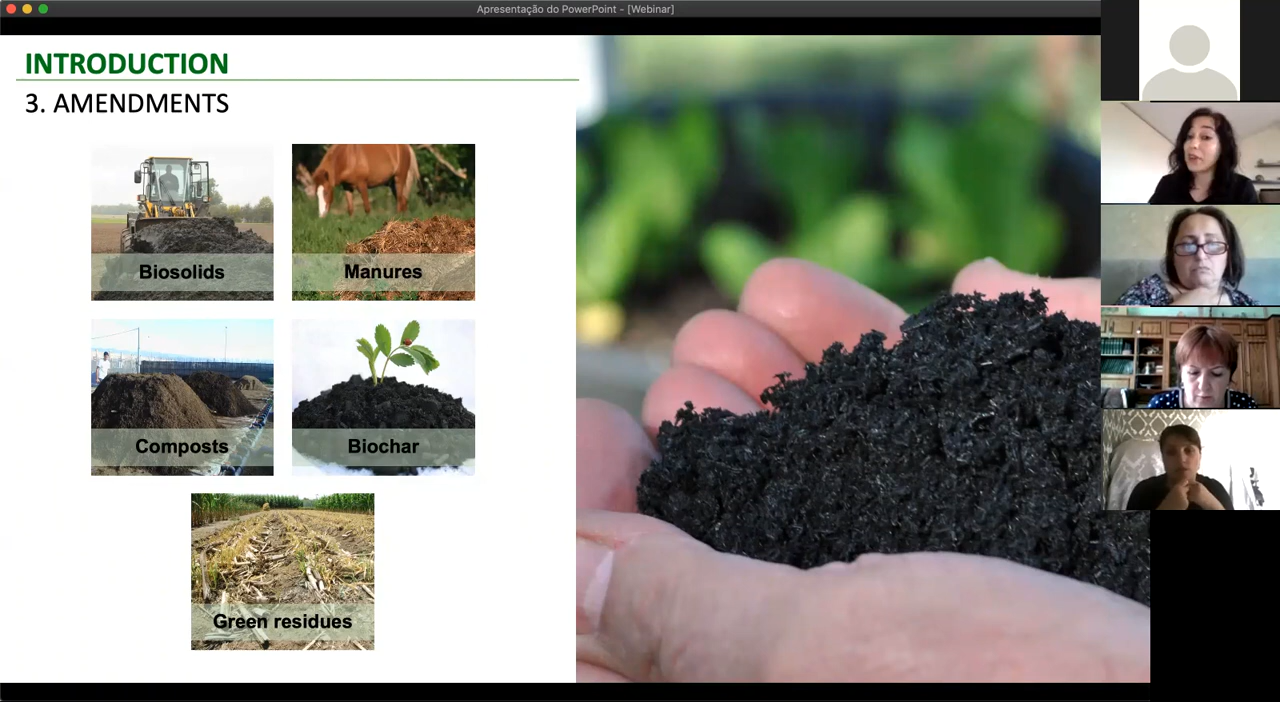 Apresentação do PowerPoint - [Webinar]
INTRODUCTION
3. AMENDMENTS
Biosolids
Manures
Composts
Biochar
Green residues